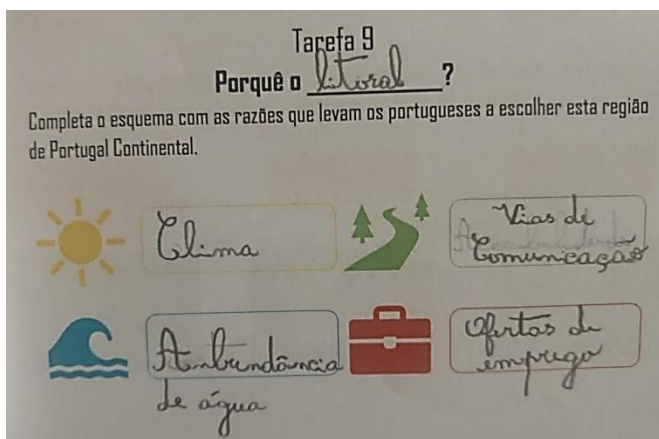 Tarefa 9
Porquê o litoral ?
Completa o esquema com as razões que levam os portugueses a escolher esta região
de Portugal Continental.
Clima
Vias de
Comunicação
Ambundância
de água
Ofertas de
emprego